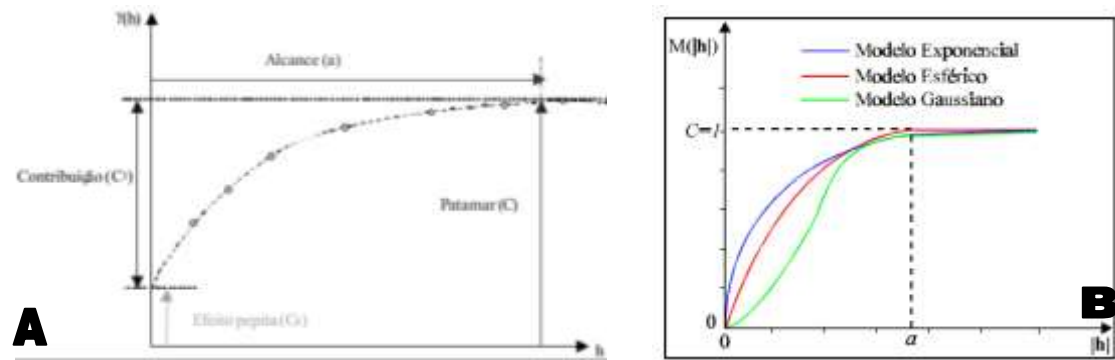 γ(h)
Alcance (a)
Contribuição (C¹)
Patamar (C)
Efeito pepita (C₀)
h
A
M(|h|)
Modelo Exponencial
Modelo Esférico
Modelo Gaussiano
C=1
0
0
a
|h|
B